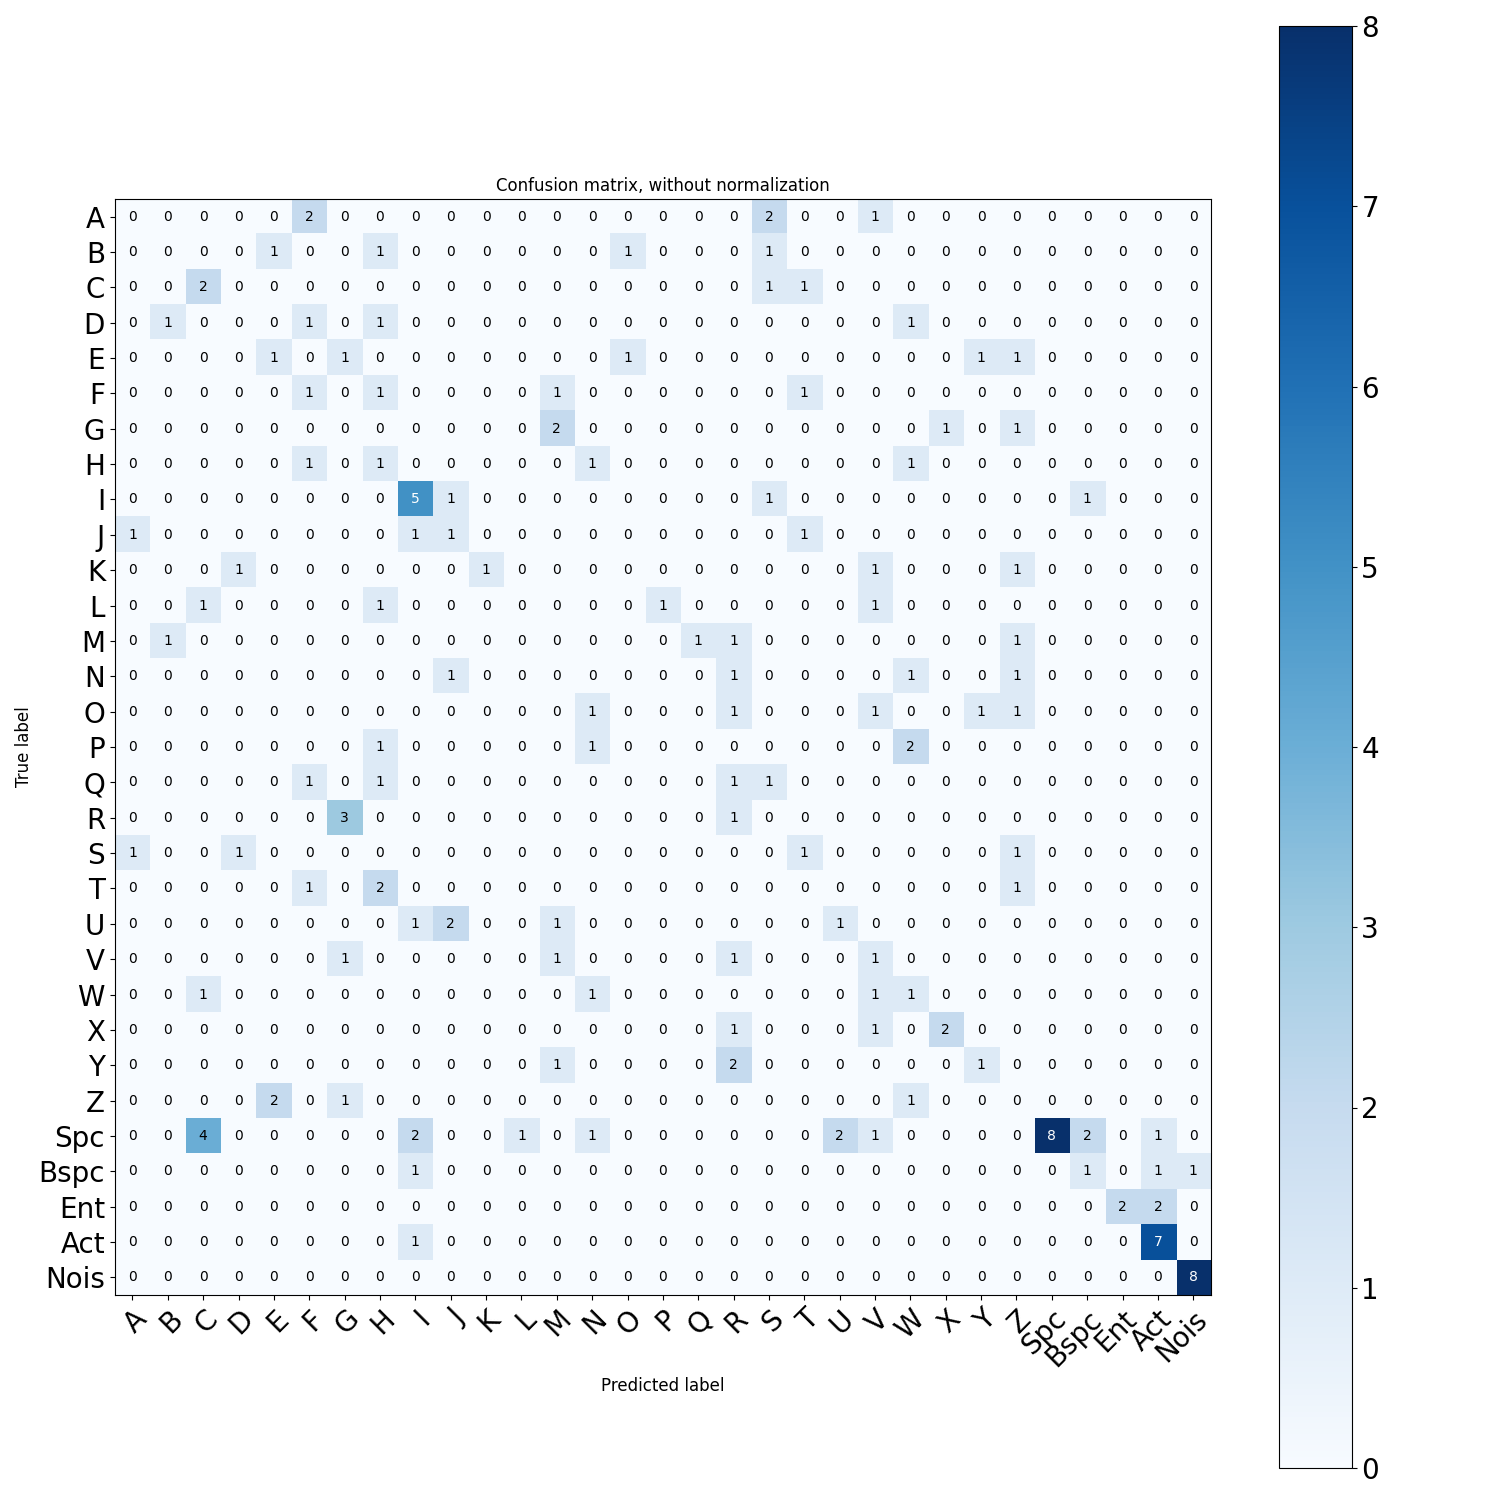 Confusion matrix, without normalization
A 0 0 0 0 0 2 0 0 0 0 0 0 0 0 0 0 0 0 2 0 0 1 0 0 0 0 0 0 0 0 0
B 0 0 0 0 1 0 0 1 0 0 0 0 0 0 1 0 0 0 1 0 0 0 0 0 0 0 0 0 0 0 0
C 0 0 2 0 0 0 0 0 0 0 0 0 0 0 0 0 0 0 1 1 0 0 0 0 0 0 0 0 0 0 0
D 0 1 0 0 0 1 0 1 0 0 0 0 0 0 0 0 0 0 0 0 0 0 1 0 0 0 0 0 0 0 0
E 0 0 0 0 1 0 1 0 0 0 0 0 0 0 1 0 0 0 0 0 0 0 0 0 1 1 0 0 0 0 0
F 0 0 0 0 0 1 0 1 0 0 0 0 1 0 0 0 0 0 0 1 0 0 0 0 0 0 0 0 0 0 0
G 0 0 0 0 0 0 0 0 0 0 0 0 2 0 0 0 0 0 0 0 0 0 0 1 0 1 0 0 0 0 0
H 0 0 0 0 0 1 0 1 0 0 0 0 0 1 0 0 0 0 0 0 0 0 1 0 0 0 0 0 0 0 0
I 0 0 0 0 0 0 0 0 5 1 0 0 0 0 0 0 0 0 1 0 0 0 0 0 0 0 0 1 0 0 0
J 1 0 0 0 0 0 0 0 1 1 0 0 0 0 0 0 0 0 0 1 0 0 0 0 0 0 0 0 0 0 0
K 0 0 0 1 0 0 0 0 0 0 1 0 0 0 0 0 0 0 0 0 0 1 0 0 0 1 0 0 0 0 0
L 0 0 1 0 0 0 0 1 0 0 0 0 0 0 0 1 0 0 0 0 0 1 0 0 0 0 0 0 0 0 0
M 0 1 0 0 0 0 0 0 0 0 0 0 0 0 0 0 1 1 0 0 0 0 0 0 0 1 0 0 0 0 0
N 0 0 0 0 0 0 0 0 0 1 0 0 0 0 0 0 0 1 0 0 0 0 1 0 0 1 0 0 0 0 0
O 0 0 0 0 0 0 0 0 0 0 0 0 0 1 0 0 0 1 0 0 0 1 0 0 1 1 0 0 0 0 0
P 0 0 0 0 0 0 0 1 0 0 0 0 0 1 0 0 0 0 0 0 0 0 2 0 0 0 0 0 0 0 0
Q 0 0 0 0 0 1 0 1 0 0 0 0 0 0 0 0 0 1 1 0 0 0 0 0 0 0 0 0 0 0 0
R 0 0 0 0 0 0 3 0 0 0 0 0 0 0 0 0 0 1 0 0 0 0 0 0 0 0 0 0 0 0 0
S 1 0 0 1 0 0 0 0 0 0 0 0 0 0 0 0 0 0 0 1 0 0 0 0 0 1 0 0 0 0 0
T 0 0 0 0 0 1 0 2 0 0 0 0 0 0 0 0 0 0 0 0 0 0 0 0 0 1 0 0 0 0 0
U 0 0 0 0 0 0 0 0 1 2 0 0 1 0 0 0 0 0 0 0 1 0 0 0 0 0 0 0 0 0 0
V 0 0 0 0 0 0 1 0 0 0 0 0 1 0 0 0 0 1 0 0 0 1 0 0 0 0 0 0 0 0 0
W 0 0 1 0 0 0 0 0 0 0 0 0 0 1 0 0 0 0 0 0 0 1 1 0 0 0 0 0 0 0 0
X 0 0 0 0 0 0 0 0 0 0 0 0 0 0 0 0 0 1 0 0 0 1 0 2 0 0 0 0 0 0 0
Y 0 0 0 0 0 0 0 0 0 0 0 0 1 0 0 0 0 2 0 0 0 0 0 0 1 0 0 0 0 0 0
Z 0 0 0 0 2 0 1 0 0 0 0 0 0 0 0 0 0 0 0 0 0 0 1 0 0 0 0 0 0 0 0
Spc 0 0 4 0 0 0 0 0 2 0 0 1 0 1 0 0 0 0 0 0 2 1 0 0 0 0 8 2 0 1 0
Bspc 0 0 0 0 0 0 0 0 1 0 0 0 0 0 0 0 0 0 0 0 0 0 0 0 0 0 0 1 0 1 1
Ent 0 0 0 0 0 0 0 0 0 0 0 0 0 0 0 0 0 0 0 0 0 0 0 0 0 0 0 0 2 2 0
Act 0 0 0 0 0 0 0 0 1 0 0 0 0 0 0 0 0 0 0 0 0 0 0 0 0 0 0 0 0 7 0
Nois 0 0 0 0 0 0 0 0 0 0 0 0 0 0 0 0 0 0 0 0 0 0 0 0 0 0 0 0 0 0 8
A B C D E F G H I J K L M N O P Q R S T U V W X Y Z Spc Bspc Ent Act Nois
Predicted label
True label
8
7
6
5
4
3
2
1
0